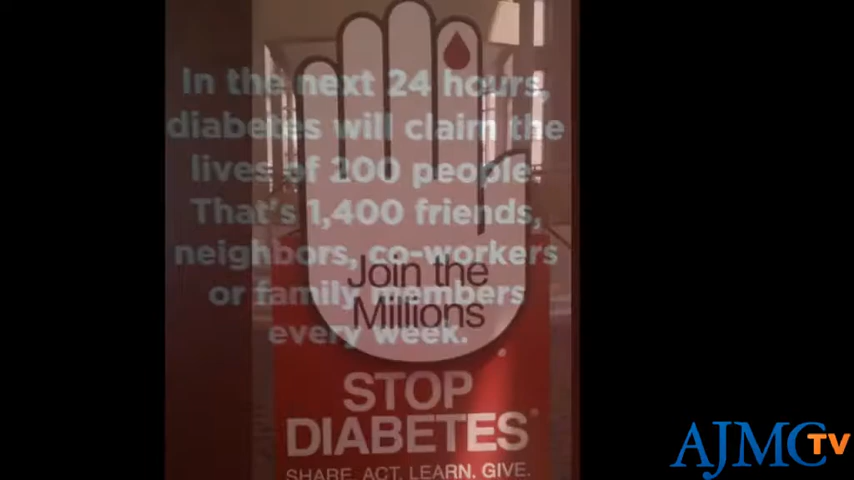 In the next 24 hours,
diabetes will claim the
lives of 200 people.
That's 1,400 friends,
neighbors, co-workers
or family members
every week.
Join the
Millions
STOP
DIABETES
SHARE. ACT. LEARN. GIVE.
AJMC TV